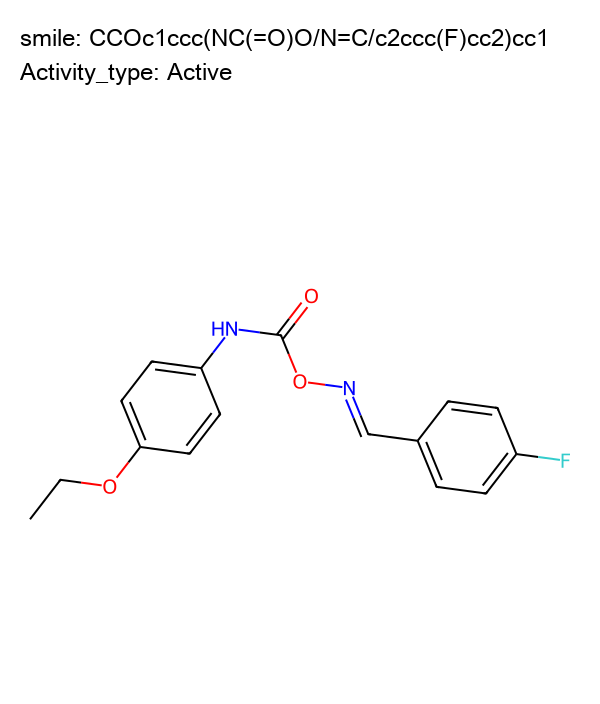 smile: CCOc1ccc(NC(=O)O/N=C/c2ccc(F)cc2)cc1
Activity_type: Active
O
HN
O
N
F
O